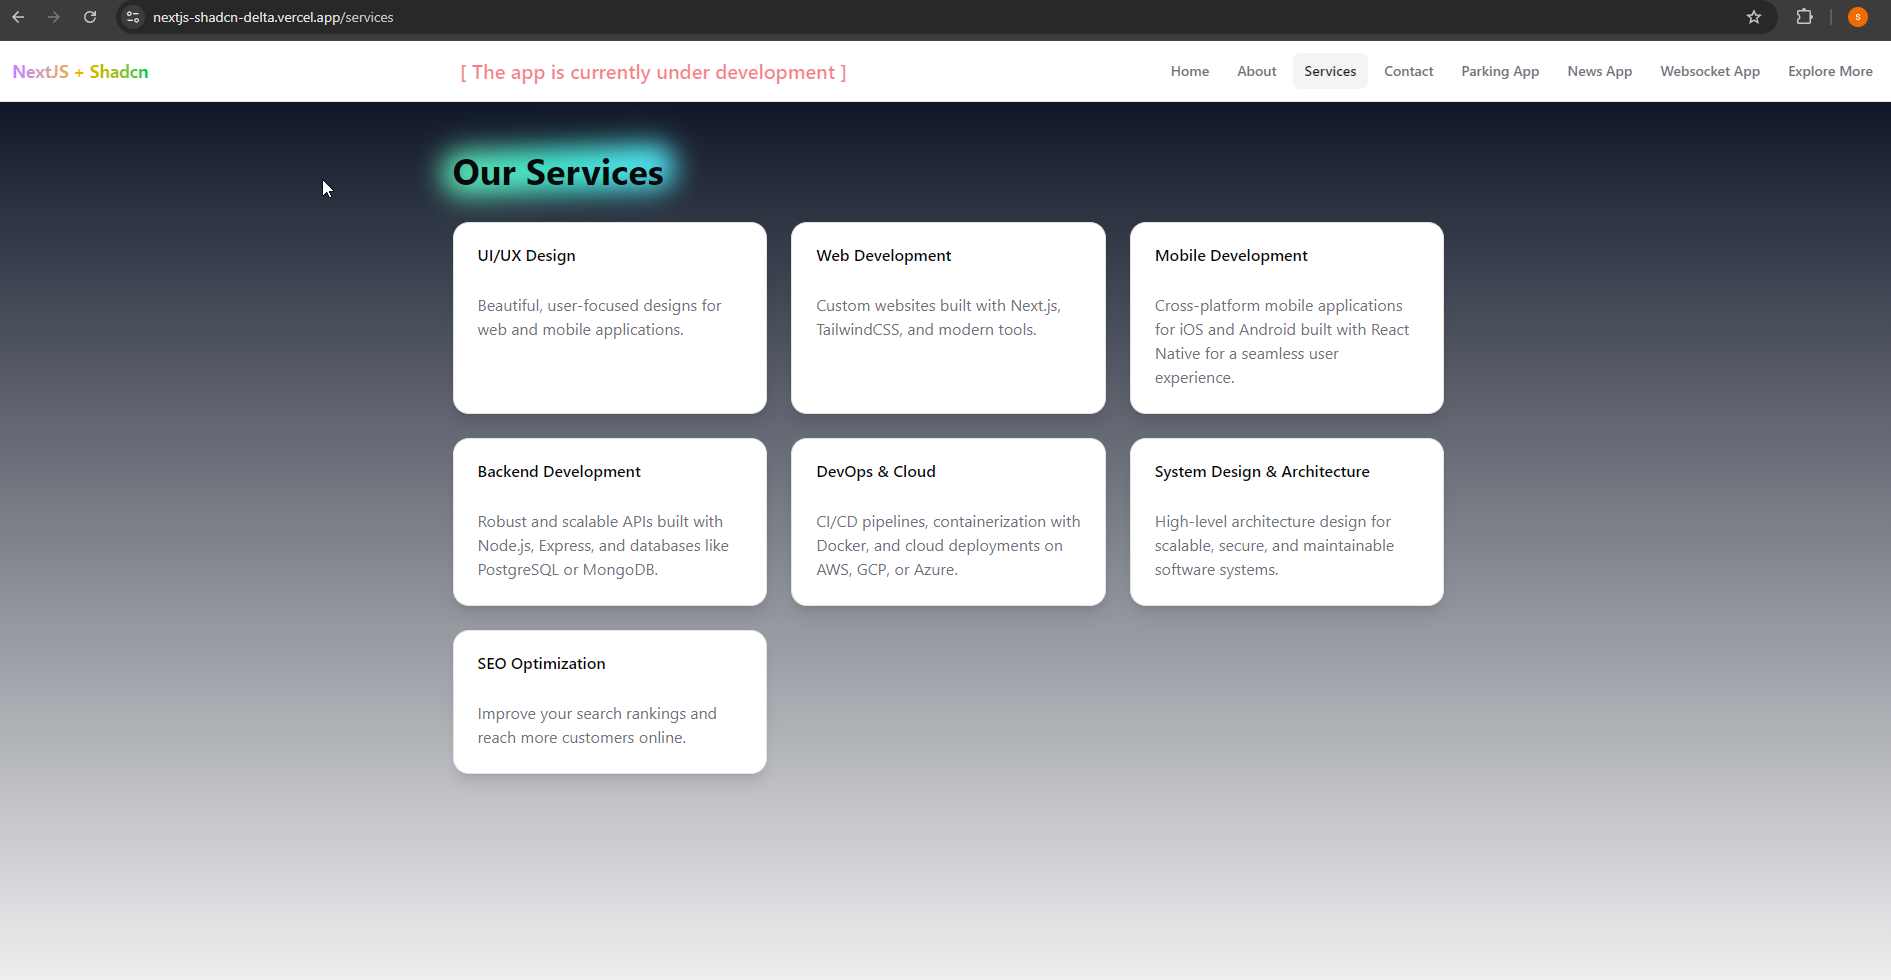 nextjs-shadcn-delta.vercel.app/services
s
NextJS + Shadcn
[ The app is currently under development ]
Home
About
Services
Contact
Parking App
News App
Websocket App
Explore More
Our Services
UI/UX Design
Beautiful, user-focused designs for
web and mobile applications.
Web Development
Custom websites built with Next.js,
TailwindCSS, and modern tools.
Mobile Development
Cross-platform mobile applications
for iOS and Android built with React
Native for a seamless user
experience.
Backend Development
Robust and scalable APIs built with
Node.js, Express, and databases like
PostgreSQL or MongoDB.
DevOps & Cloud
CI/CD pipelines, containerization with
Docker, and cloud deployments on
AWS, GCP, or Azure.
System Design & Architecture
High-level architecture design for
scalable, secure, and maintainable
software systems.
SEO Optimization
Improve your search rankings and
reach more customers online.